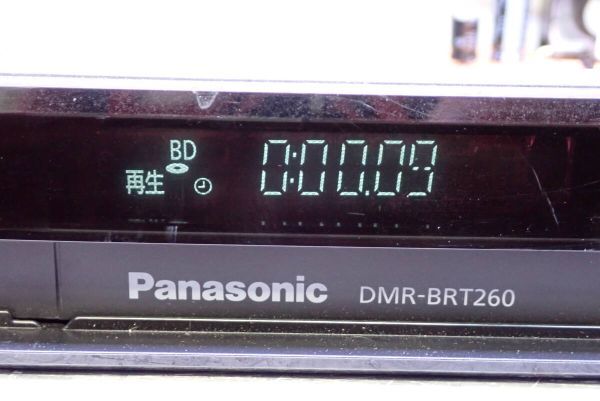 BD
再生 0:00.09
Panasonic DMR-BRT260